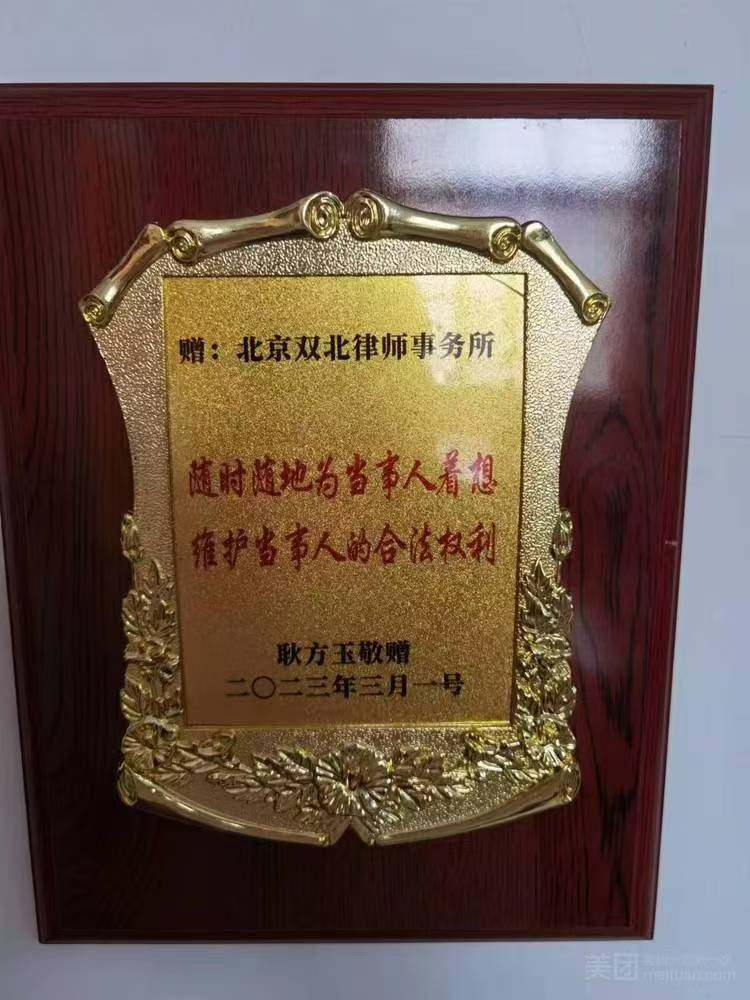 赠：北京双北律师事务所
随时随地为当事人着想
维护当事人的合法权利
耿方玉敬赠
二〇二三年三月一号
美团
meituan.com